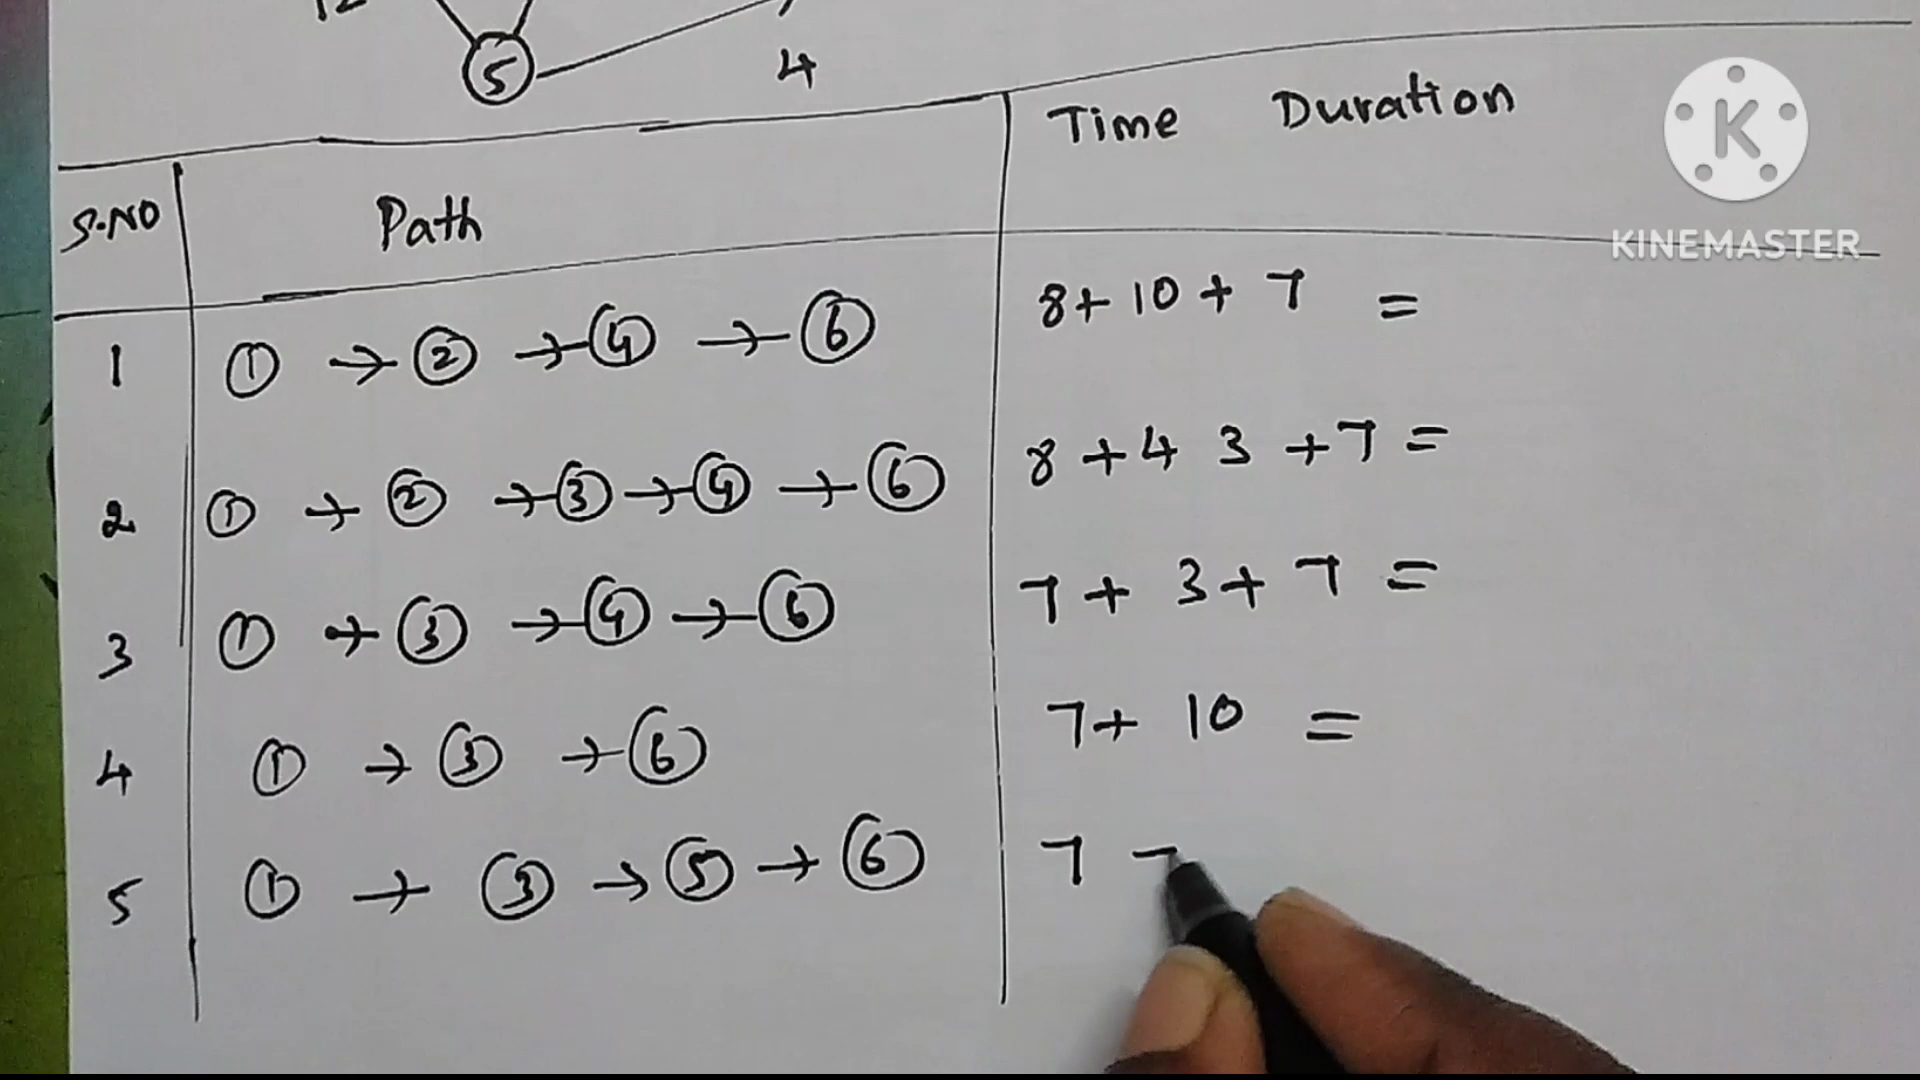 12
5
4
S.NO Path Time Duration
KINEMASTER
1 1 → 2 → 4 → 6 8+10+7 =
2 1 → 2 → 3 → 4 → 6 8+4 3 +7=
3 1 → 3 → 4 → 6 7+ 3+ 7 =
4 1 → 3 → 6 7+ 10 =
5 1 → 3 → 5 → 6 7